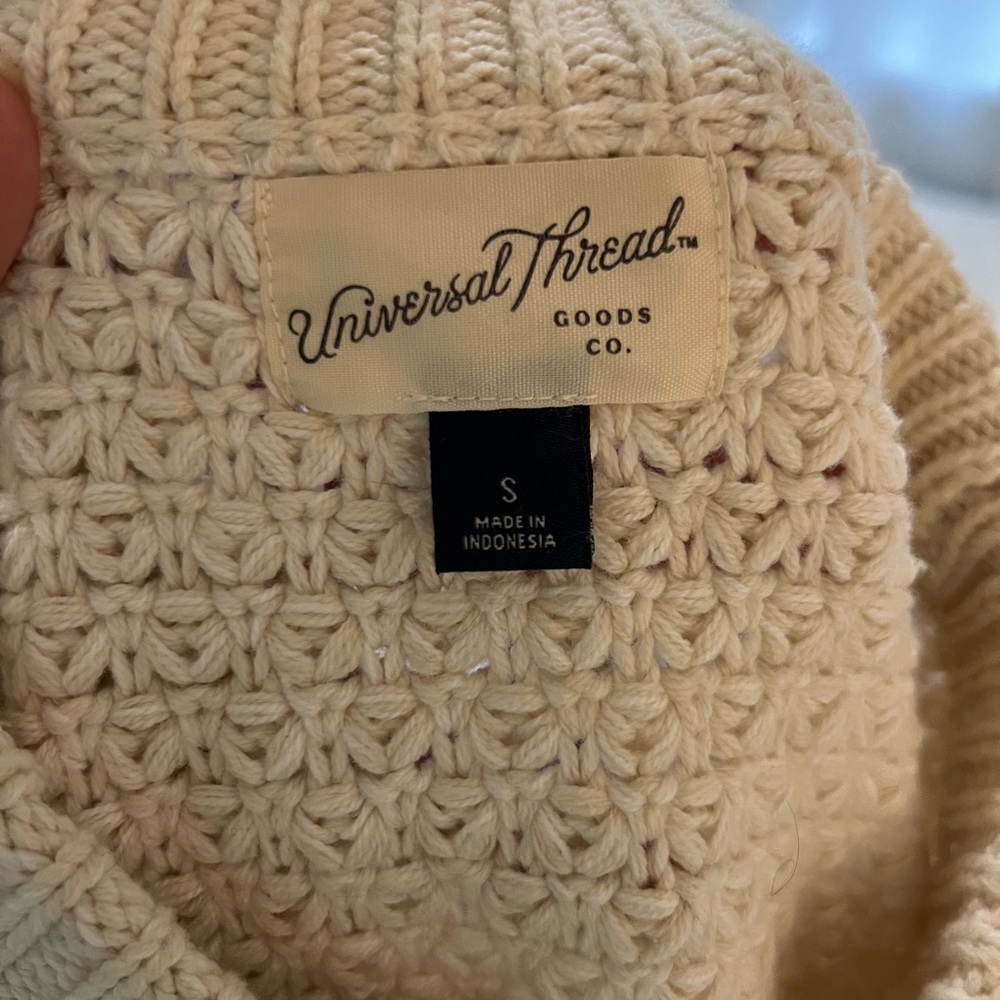 Universal Thread™
GOODS
CO.
S
MADE IN
INDONESIA